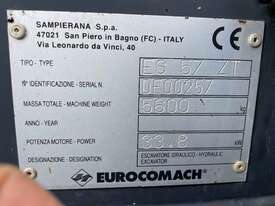 SAMPIERANA S.p.a.
47021 San Piero in Bagno (FC) - ITALY
Via Leonardo da Vinci, 40
CE
TIPO - TYPE ES 57 ZT
N° IDENTIFICAZIONE - SERIAL N.
MASSA TOTALE - MACHINE WEIGHT 5600 kg
ANNO - YEAR
POTENZA MOTORE - POWER 33.8 kW
DESIGNAZIONE - DESIGNATION ESCAVATORE IDRAULICO - HYDRAULIC EXCAVATOR
EUROCOMACH®